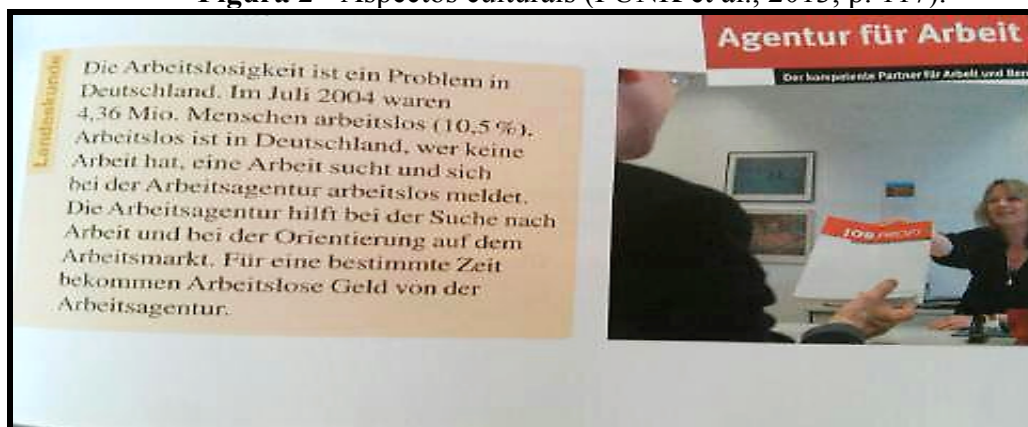 Figura 2 - Aspectos culturais (FUNK et al., 2015, p. 117).
Landeskunde
Die Arbeitslosigkeit ist ein Problem in
Deutschland. Im Juli 2004 waren
4,36 Mio. Menschen arbeitslos (10,5 %).
Arbeitslos ist in Deutschland, wer keine
Arbeit hat, eine Arbeit sucht und sich
bei der Arbeitsagentur arbeitslos meldet.
Die Arbeitsagentur hilft bei der Suche nach
Arbeit und bei der Orientierung auf dem
Arbeitsmarkt. Für eine bestimmte Zeit
bekommen Arbeitslose Geld von der
Arbeitsagentur.
Agentur für Arbeit
Der kompetente Partner für Arbeit und
JOB